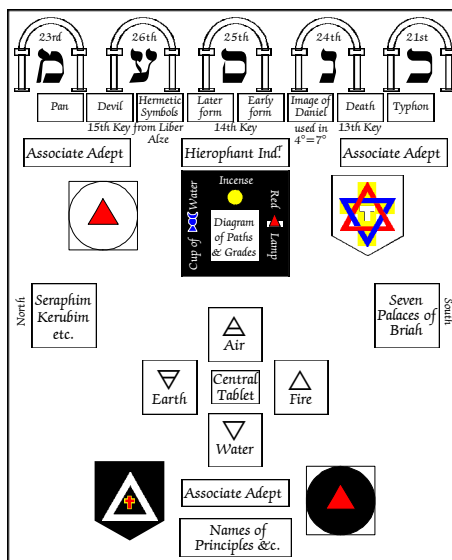 23rd 26th 25th 24th 21st
מ ע ס נ כ
Pan
Devil
Hermetic
Symbols
Later
form
Early
form
Image of
Daniel
Death
Typhon
15th Key from Liber
Alze
14th Key
used in
4°=7°
13th Key
Associate Adept
Hierophant Ind.r
Associate Adept
Incense
Cup of Water
Red Lamp
Diagram
of Paths
& Grades
T
North
Seraphim
Kerubim
etc.
Seven
Palaces of
Briah
South
Air
Earth
Central
Tablet
Fire
Water
Associate Adept
Names of
Principles &c.